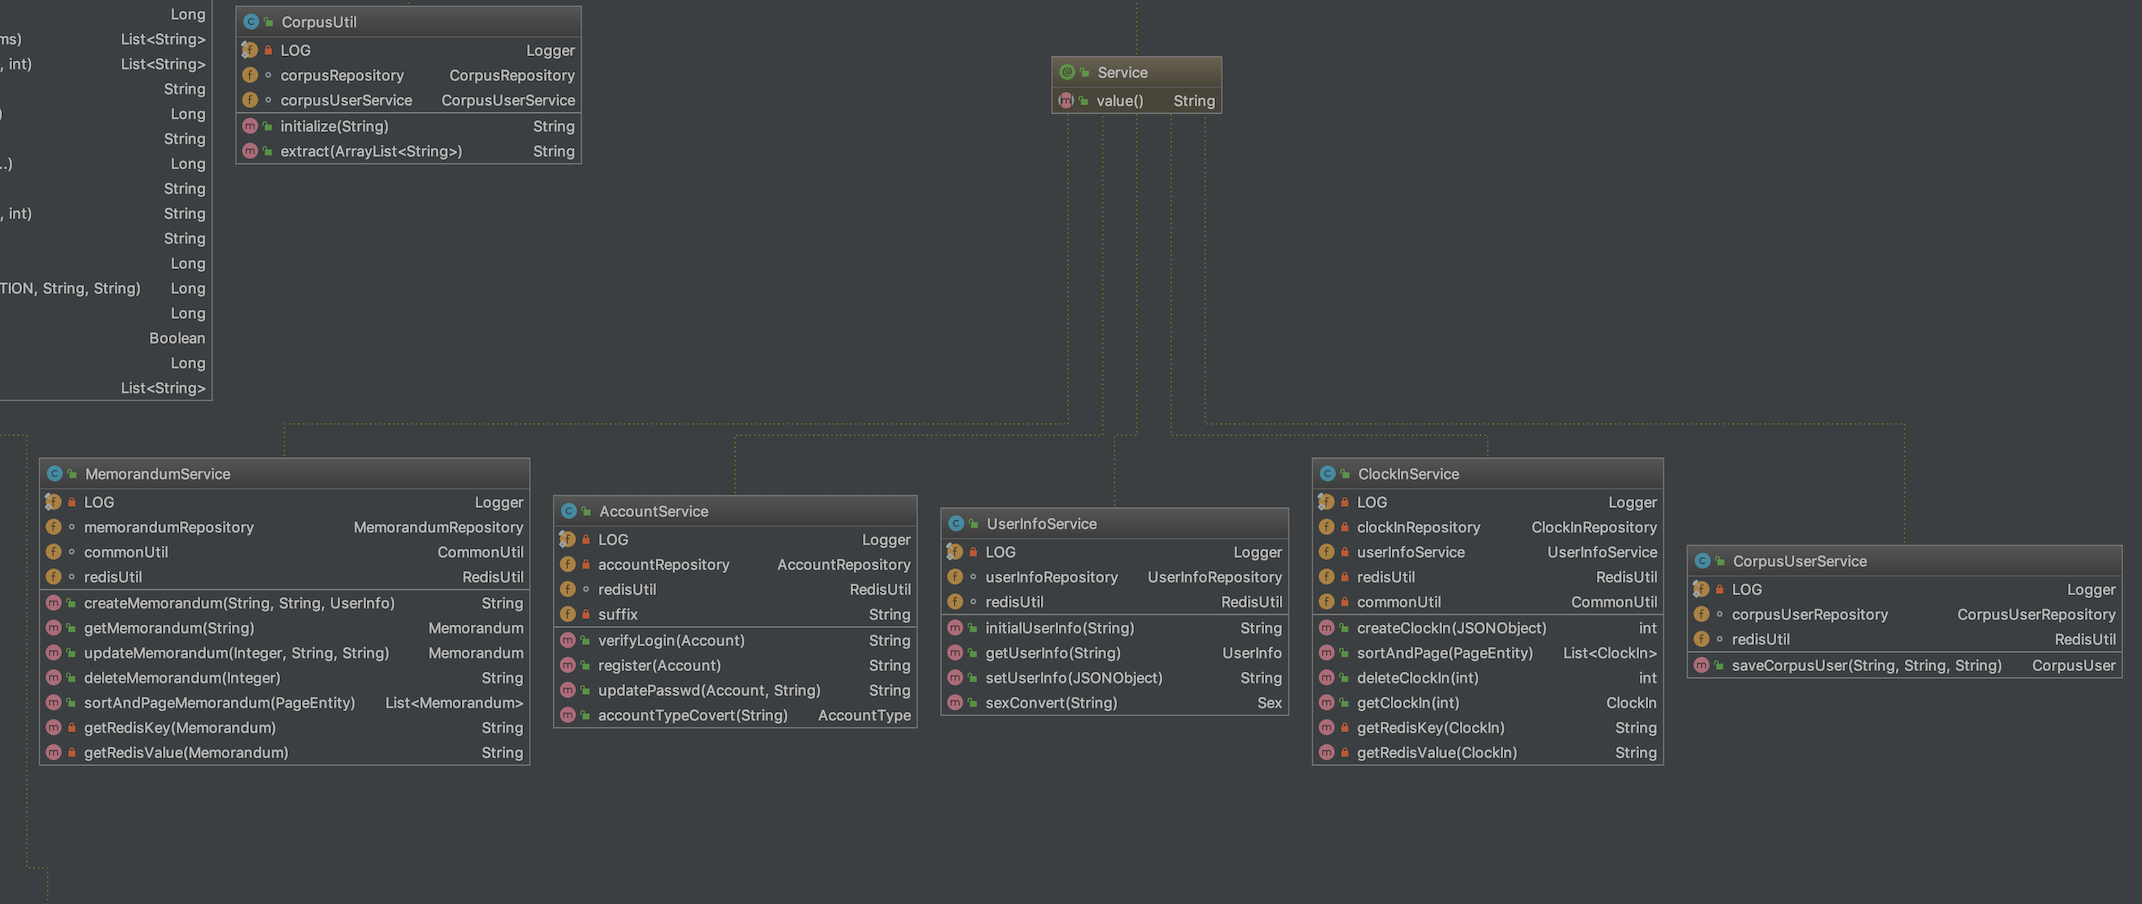 Long
ms) List<String>
, int) List<String>
String
) Long
String
..) Long
String
, int) String
String
Long
TION, String, String) Long
Long
Boolean
Long
List<String>
CorpusUtil
LOG Logger
corpusRepository CorpusRepository
corpusUserService CorpusUserService
initialize(String) String
extract(ArrayList<String>) String
Service
value() String
MemorandumService
LOG Logger
memorandumRepository MemorandumRepository
commonUtil CommonUtil
redisUtil RedisUtil
createMemorandum(String, String, UserInfo) String
getMemorandum(String) Memorandum
updateMemorandum(Integer, String, String) Memorandum
deleteMemorandum(Integer) String
sortAndPageMemorandum(PageEntity) List<Memorandum>
getRedisKey(Memorandum) String
getRedisValue(Memorandum) String
AccountService
LOG Logger
accountRepository AccountRepository
redisUtil RedisUtil
suffix String
verifyLogin(Account) String
register(Account) String
updatePasswd(Account, String) String
accountTypeCovert(String) AccountType
UserInfoService
LOG Logger
userInfoRepository UserInfoRepository
redisUtil RedisUtil
initialUserInfo(String) String
getUserInfo(String) UserInfo
setUserInfo(JSONObject) String
sexConvert(String) Sex
ClockInService
LOG Logger
clockInRepository ClockInRepository
userInfoService UserInfoService
redisUtil RedisUtil
commonUtil CommonUtil
createClockIn(JSONObject) int
sortAndPage(PageEntity) List<ClockIn>
deleteClockIn(int) int
getClockIn(int) ClockIn
getRedisKey(ClockIn) String
getRedisValue(ClockIn) String
CorpusUserService
LOG Logger
corpusUserRepository CorpusUserRepository
redisUtil RedisUtil
saveCorpusUser(String, String, String) CorpusUser